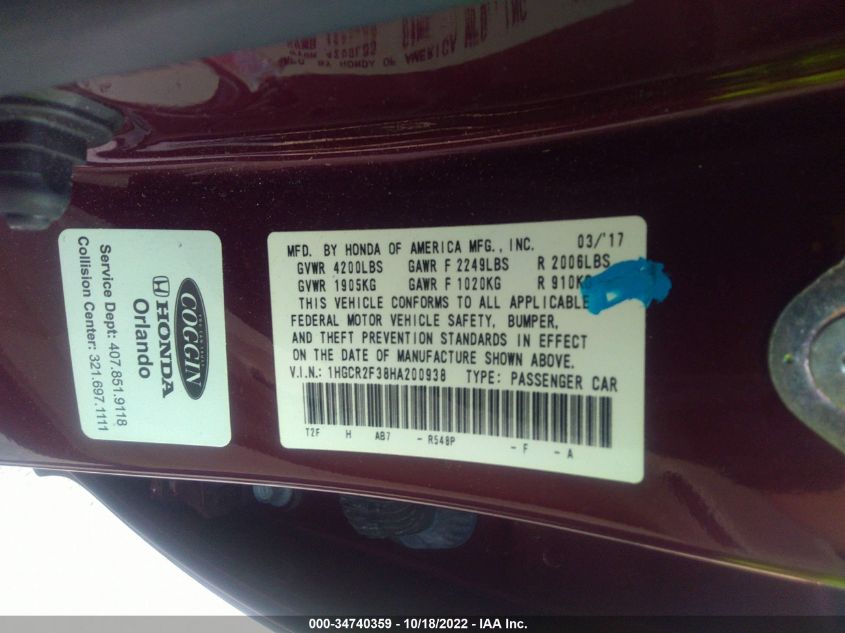 COGGIN
HONDA
Orlando
Service Dept: 407.851.9118
Collision Center: 321.697.1111
MFD. BY HONDA OF AMERICA MFG., INC. 03/'17
GVWR 4200LBS GAWR F 2249LBS R 2006LBS
GVWR 1905KG GAWR F 1020KG R 910KG
THIS VEHICLE CONFORMS TO ALL APPLICABLE
FEDERAL MOTOR VEHICLE SAFETY, BUMPER,
AND THEFT PREVENTION STANDARDS IN EFFECT
ON THE DATE OF MANUFACTURE SHOWN ABOVE.
V.I.N.: 1HGCR2F38HA200938 TYPE: PASSENGER CAR
T2F H AB7 - R548P - F - A
000-34740359 - 10/18/2022 - IAA Inc.